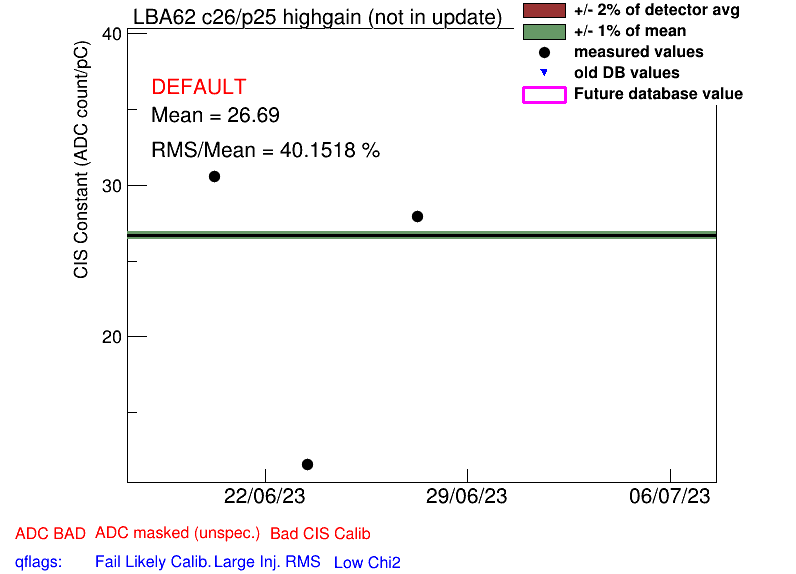 LBA62 c26/p25 highgain (not in update)
+/- 2% of detector avg
+/- 1% of mean
measured values
old DB values
Future database value
DEFAULT
Mean = 26.69
RMS/Mean = 40.1518 %
CIS Constant (ADC count/pC)
40
30
20
22/06/23 29/06/23 06/07/23
ADC BAD ADC masked (unspec.) Bad CIS Calib
qflags: Fail Likely Calib. Large Inj. RMS Low Chi2